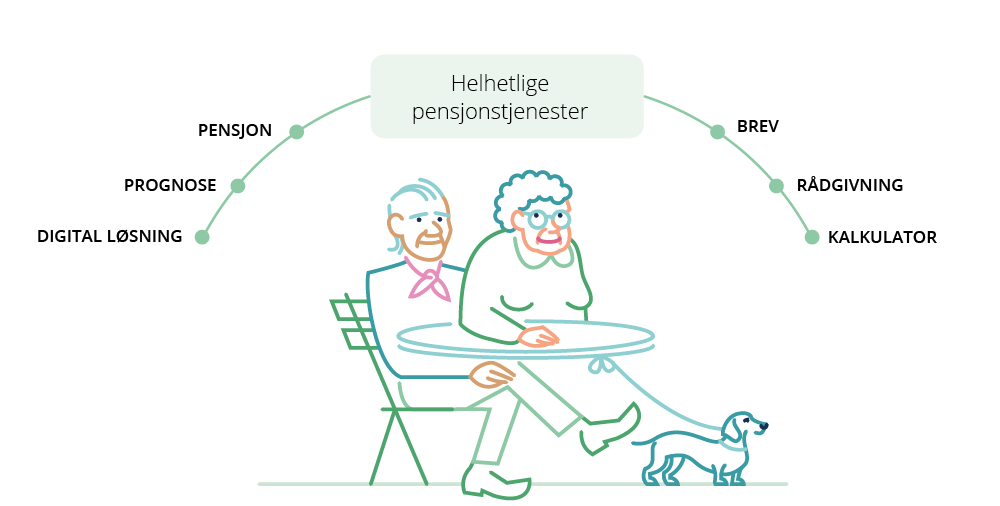 Helhetlige
pensjonstjenester
PENSJON
PROGNOSE
DIGITAL LØSNING
BREV
RÅDGIVNING
KALKULATOR